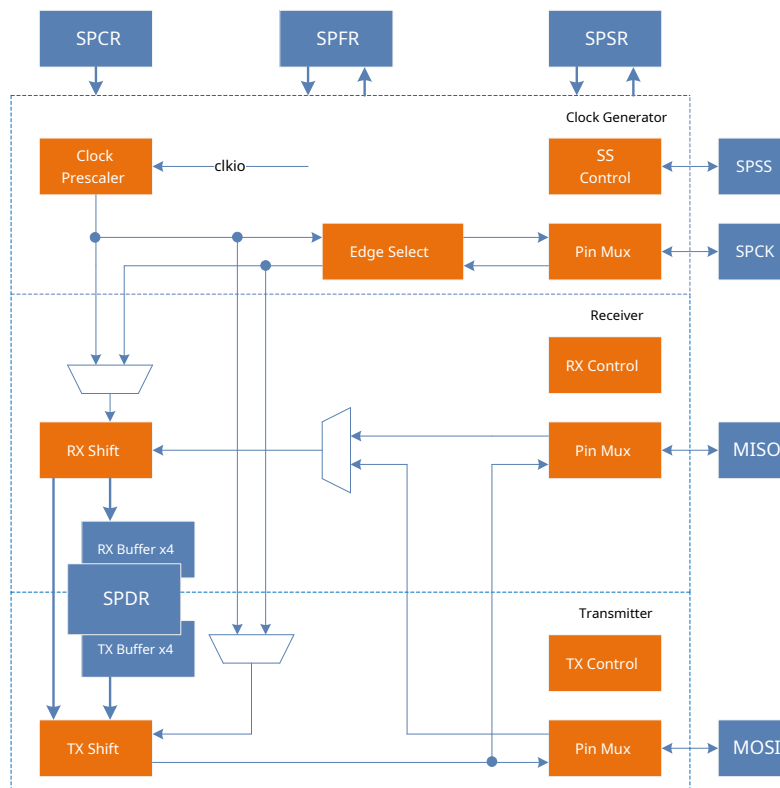 SPCR
SPFR
SPSR
Clock Generator
Clock
Prescaler
clkio
SS
Control
SPSS
Edge Select
Pin Mux
SPCK
Receiver
RX Control
RX Shift
Pin Mux
MISO
RX Buffer x4
SPDR
TX Buffer x4
Transmitter
TX Control
TX Shift
Pin Mux
MOSI